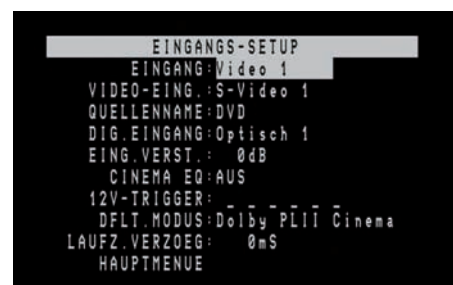 EINGANGS-SETUP
EINGANG:Video 1
VIDEO-EING.:S-Video 1
QUELLENNAME:DVD
DIG.EINGANG:Optisch 1
EING.VERST.: 0dB
CINEMA EQ:AUS
12V-TRIGGER: _ _ _ _ _ _
DFLT.MODUS:Dolby PLII Cinema
LAUFZ.VERZOEG: 0mS
HAUPTMENUE